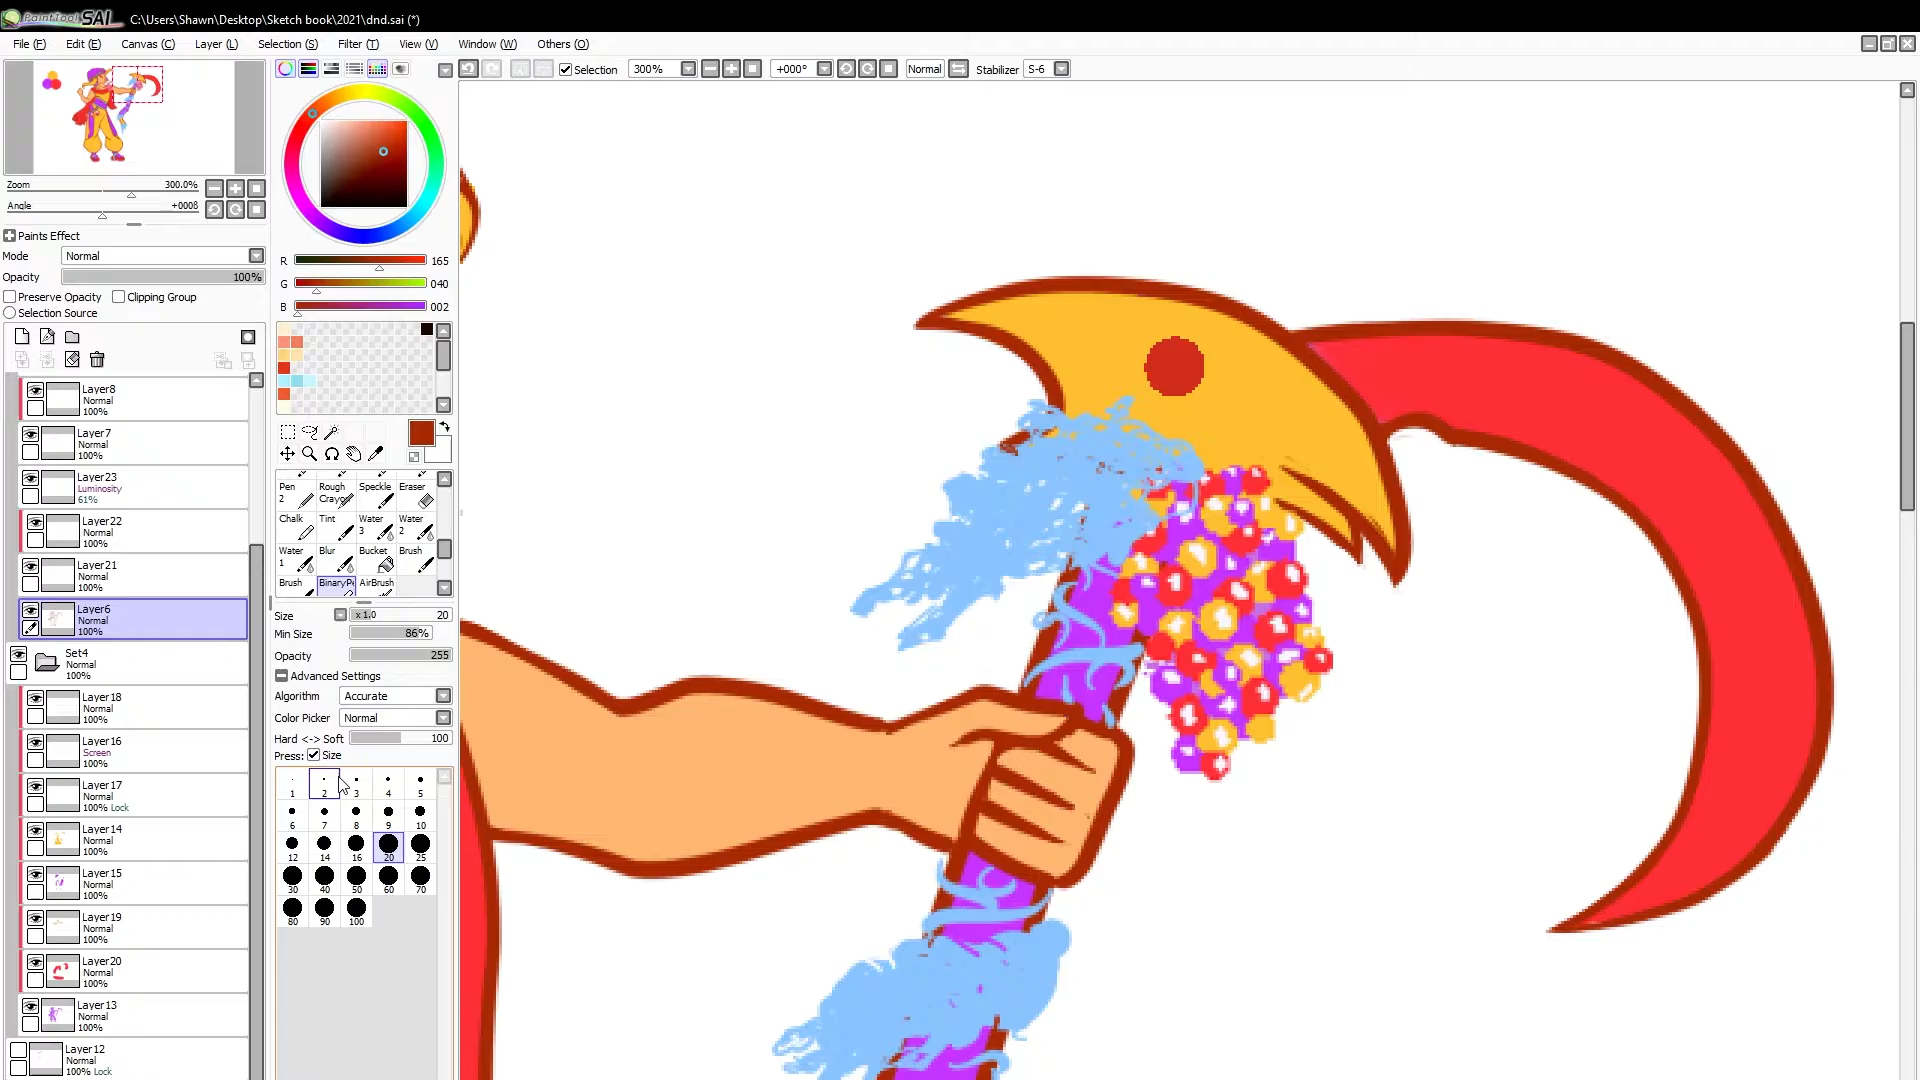 PaintTool SAI C:\Users\Shawn\Desktop\Sketch book\2021\dnd.sai (*)
File (F) Edit (E) Canvas (C) Layer (L) Selection (S) Filter (T) View (V) Window (W) Others (O)
Selection 300% +000° Normal Stabilizer S-6
Zoom 300.0%
Angle +000ß
Paints Effect
Mode Normal
Opacity 100%
Preserve Opacity Clipping Group
Selection Source
Layer8
Normal
100%
Layer7
Normal
100%
Layer23
Luminosity
61%
Layer22
Normal
100%
Layer21
Normal
100%
Layer6
Normal
100%
Set4
Normal
100%
Layer18
Normal
100%
Layer16
Screen
100%
Layer17
Normal
100% Lock
Layer14
Normal
100%
Layer15
Normal
100%
Layer19
Normal
100%
Layer20
Normal
100%
Layer13
Normal
100%
Layer12
Normal
100% Lock
R 165
G 040
B 002
Pen 2
Rough Crayon
Speckle
Eraser
Chalk
Tint
Water 3
Water 2
Water 1
Blur
Bucket
Brush
Brush
BinaryPe
AirBrush
Size x 1.0 20
Min Size 86%
Opacity 255
Advanced Settings
Algorithm Accurate
Color Picker Normal
Hard <-> Soft 100
Press: Size
1 2 3 4 5
6 7 8 9 10
12 14 16 20 25
30 40 50 60 70
80 90 100